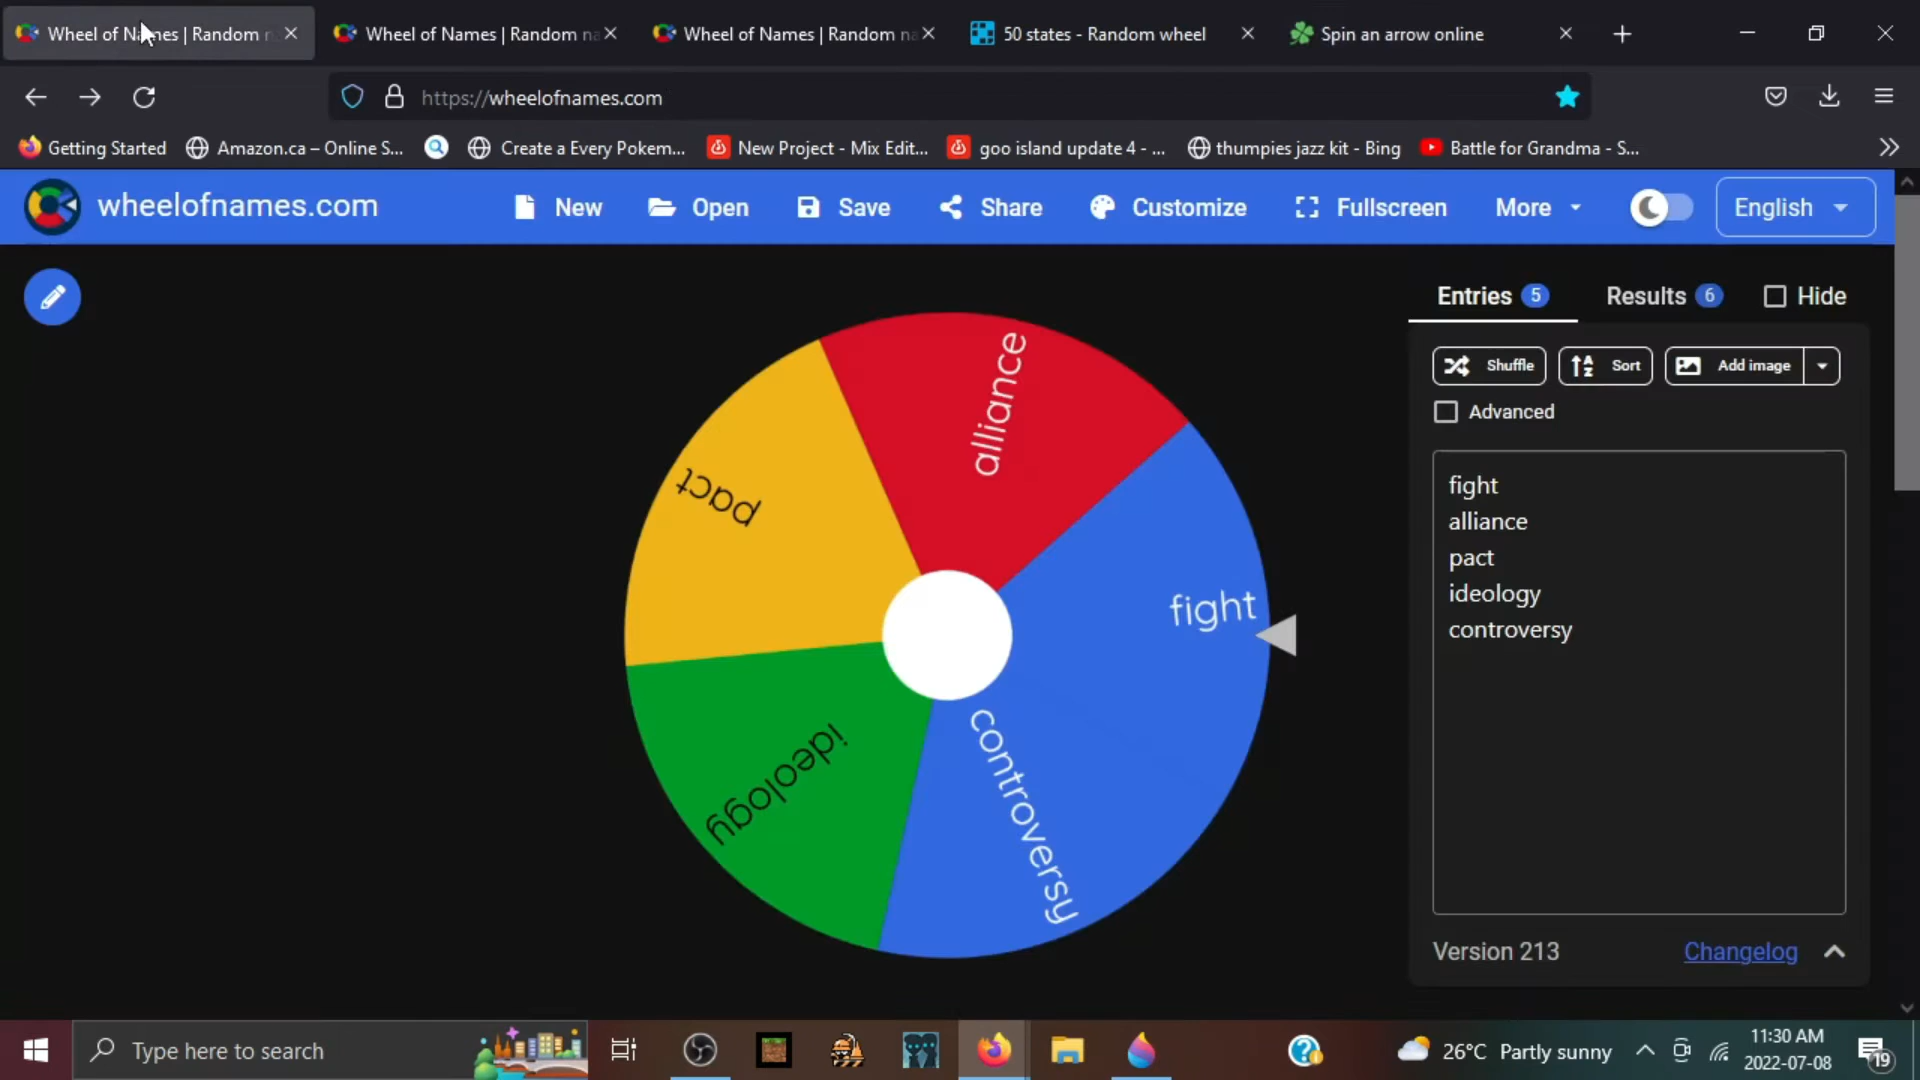 Wheel of Names | Random n
Wheel of Names | Random na
Wheel of Names | Random na
50 states - Random wheel
Spin an arrow online
https://wheelofnames.com
Getting Started
Amazon.ca – Online S...
Create a Every Pokem...
New Project - Mix Edit...
goo island update 4 - ...
thumpies jazz kit - Bing
Battle for Grandma - S...
wheelofnames.com
New
Open
Save
Share
Customize
Fullscreen
More
English
Entries 5
Results 6
Hide
Shuffle
Sort
Add image
Advanced
alliance
pact
fight
ideology
controversy
fight
alliance
pact
ideology
controversy
Version 213
Changelog
Type here to search
26°C Partly sunny
11:30 AM
2022-07-08
19